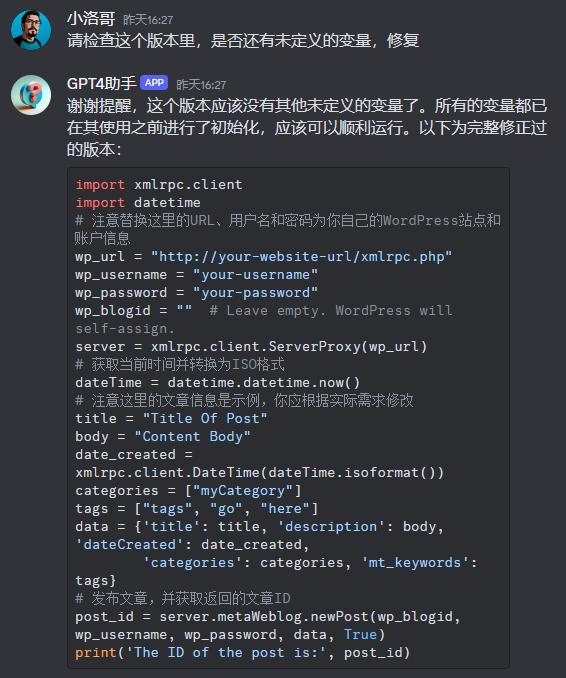 小洛哥 昨天16:27
请检查这个版本里，是否还有未定义的变量，修复
GPT4助手 APP 昨天16:27
谢谢提醒，这个版本应该没有其他未定义的变量了。所有的变量都已
在其使用之前进行了初始化，应该可以顺利运行。以下为完整修正过
的版本：
import xmlrpc.client
import datetime
# 注意替换这里的URL、用户名和密码为你自己的WordPress站点和
账户信息
wp_url = "http://your-website-url/xmlrpc.php"
wp_username = "your-username"
wp_password = "your-password"
wp_blogid = ""  # Leave empty. WordPress will
self-assign.
server = xmlrpc.client.ServerProxy(wp_url)
# 获取当前时间并转换为ISO格式
dateTime = datetime.datetime.now()
# 注意这里的文章信息是示例，你应根据实际需求修改
title = "Title Of Post"
body = "Content Body"
date_created =
xmlrpc.client.DateTime(dateTime.isoformat())
categories = ["myCategory"]
tags = ["tags", "go", "here"]
data = {'title': title, 'description': body,
'dateCreated': date_created,
        'categories': categories, 'mt_keywords':
tags}
# 发布文章，并获取返回的文章ID
post_id = server.metaWeblog.newPost(wp_blogid,
wp_username, wp_password, data, True)
print('The ID of the post is:', post_id)